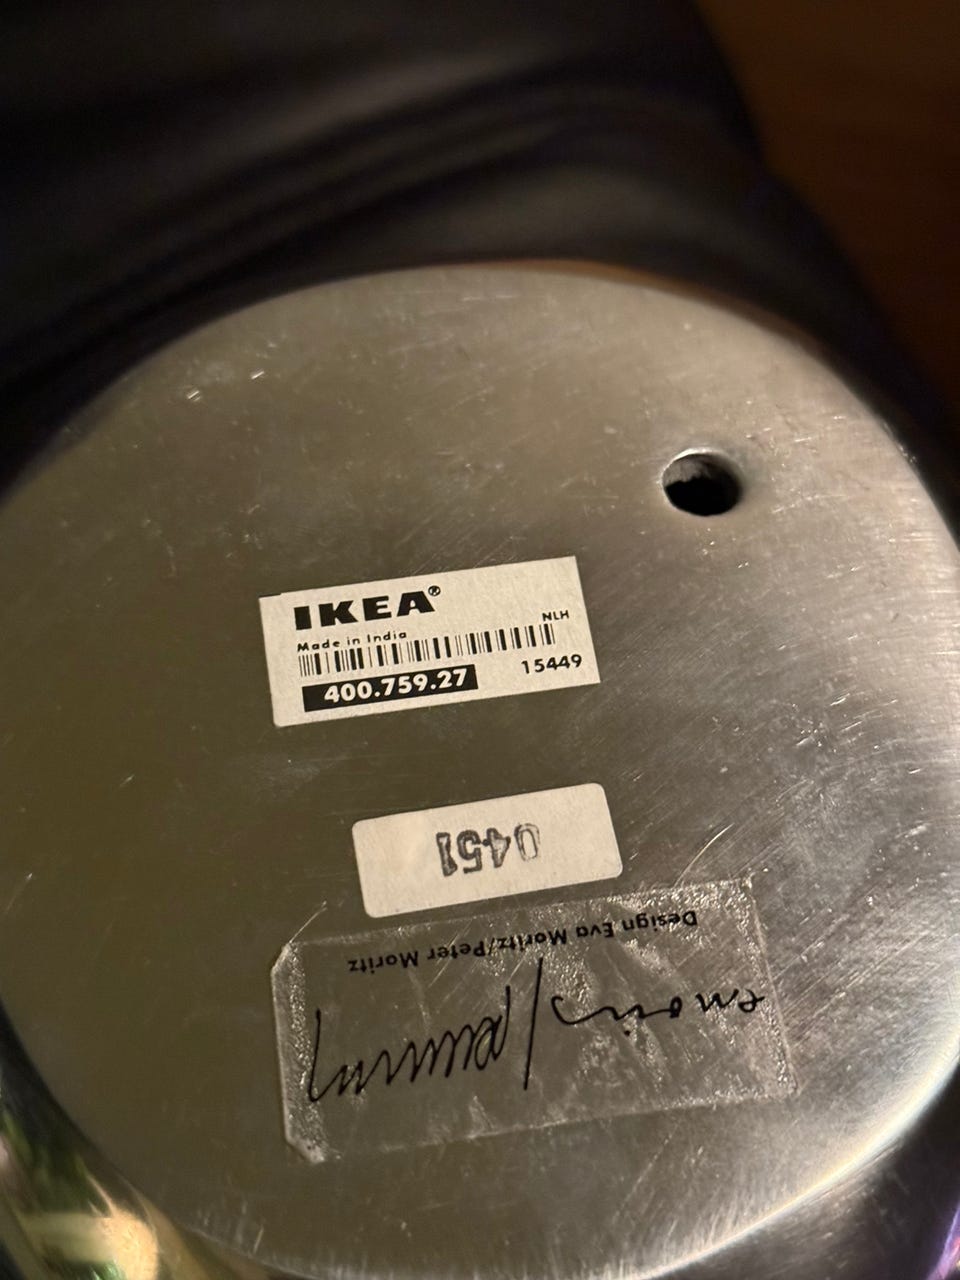 IKEA®
Made in India
NLH
400.759.27
15449
0451
Design Eva Moritz/Peter Moritz